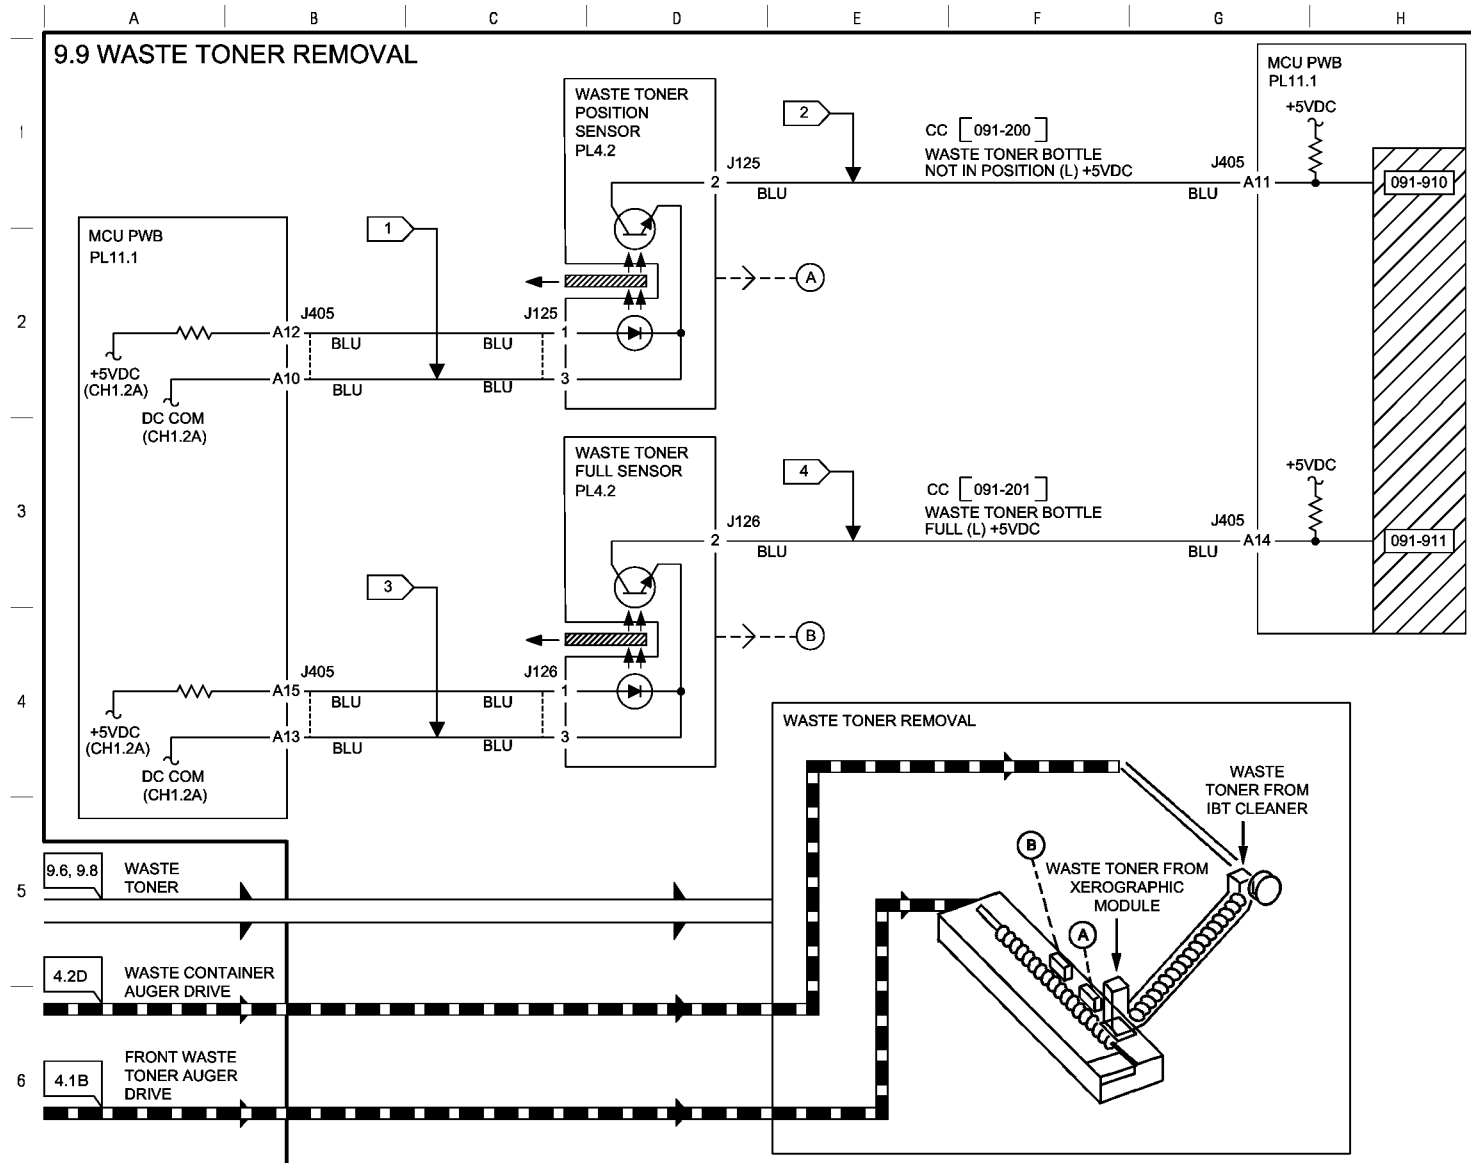 A B C D E F G H
9.9 WASTE TONER REMOVAL
1
2
3
4
5
6
WASTE TONER
POSITION
SENSOR
PL4.2
J125
2
BLU
2
CC [091-200]
WASTE TONER BOTTLE
NOT IN POSITION (L) +5VDC
J405
BLU
A11
MCU PWB
PL11.1
+5VDC
091-910
MCU PWB
PL11.1
1
A
J405
A12
BLU
BLU
J125
1
+5VDC
(CH1.2A)
A10
BLU
BLU
3
DC COM
(CH1.2A)
WASTE TONER
FULL SENSOR
PL4.2
J126
2
BLU
4
CC [091-201]
WASTE TONER BOTTLE
FULL (L) +5VDC
J405
BLU
A14
+5VDC
091-911
3
B
J405
A15
BLU
BLU
J126
1
+5VDC
(CH1.2A)
A13
BLU
BLU
3
DC COM
(CH1.2A)
WASTE TONER REMOVAL
WASTE
TONER FROM
IBT CLEANER
B
WASTE TONER FROM
XEROGRAPHIC
MODULE
A
9.6, 9.8
WASTE
TONER
4.2D
WASTE CONTAINER
AUGER DRIVE
4.1B
FRONT WASTE
TONER AUGER
DRIVE